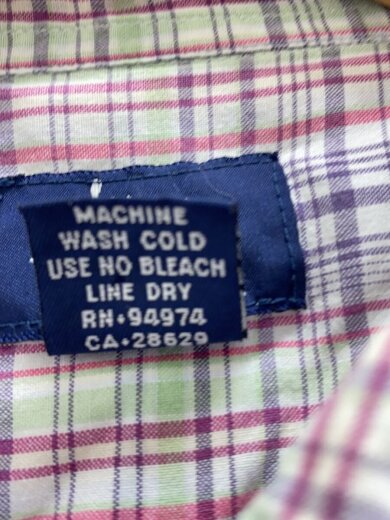 MACHINE
WASH COLD
USE NO BLEACH
LINE DRY
RN•94974
CA•28629